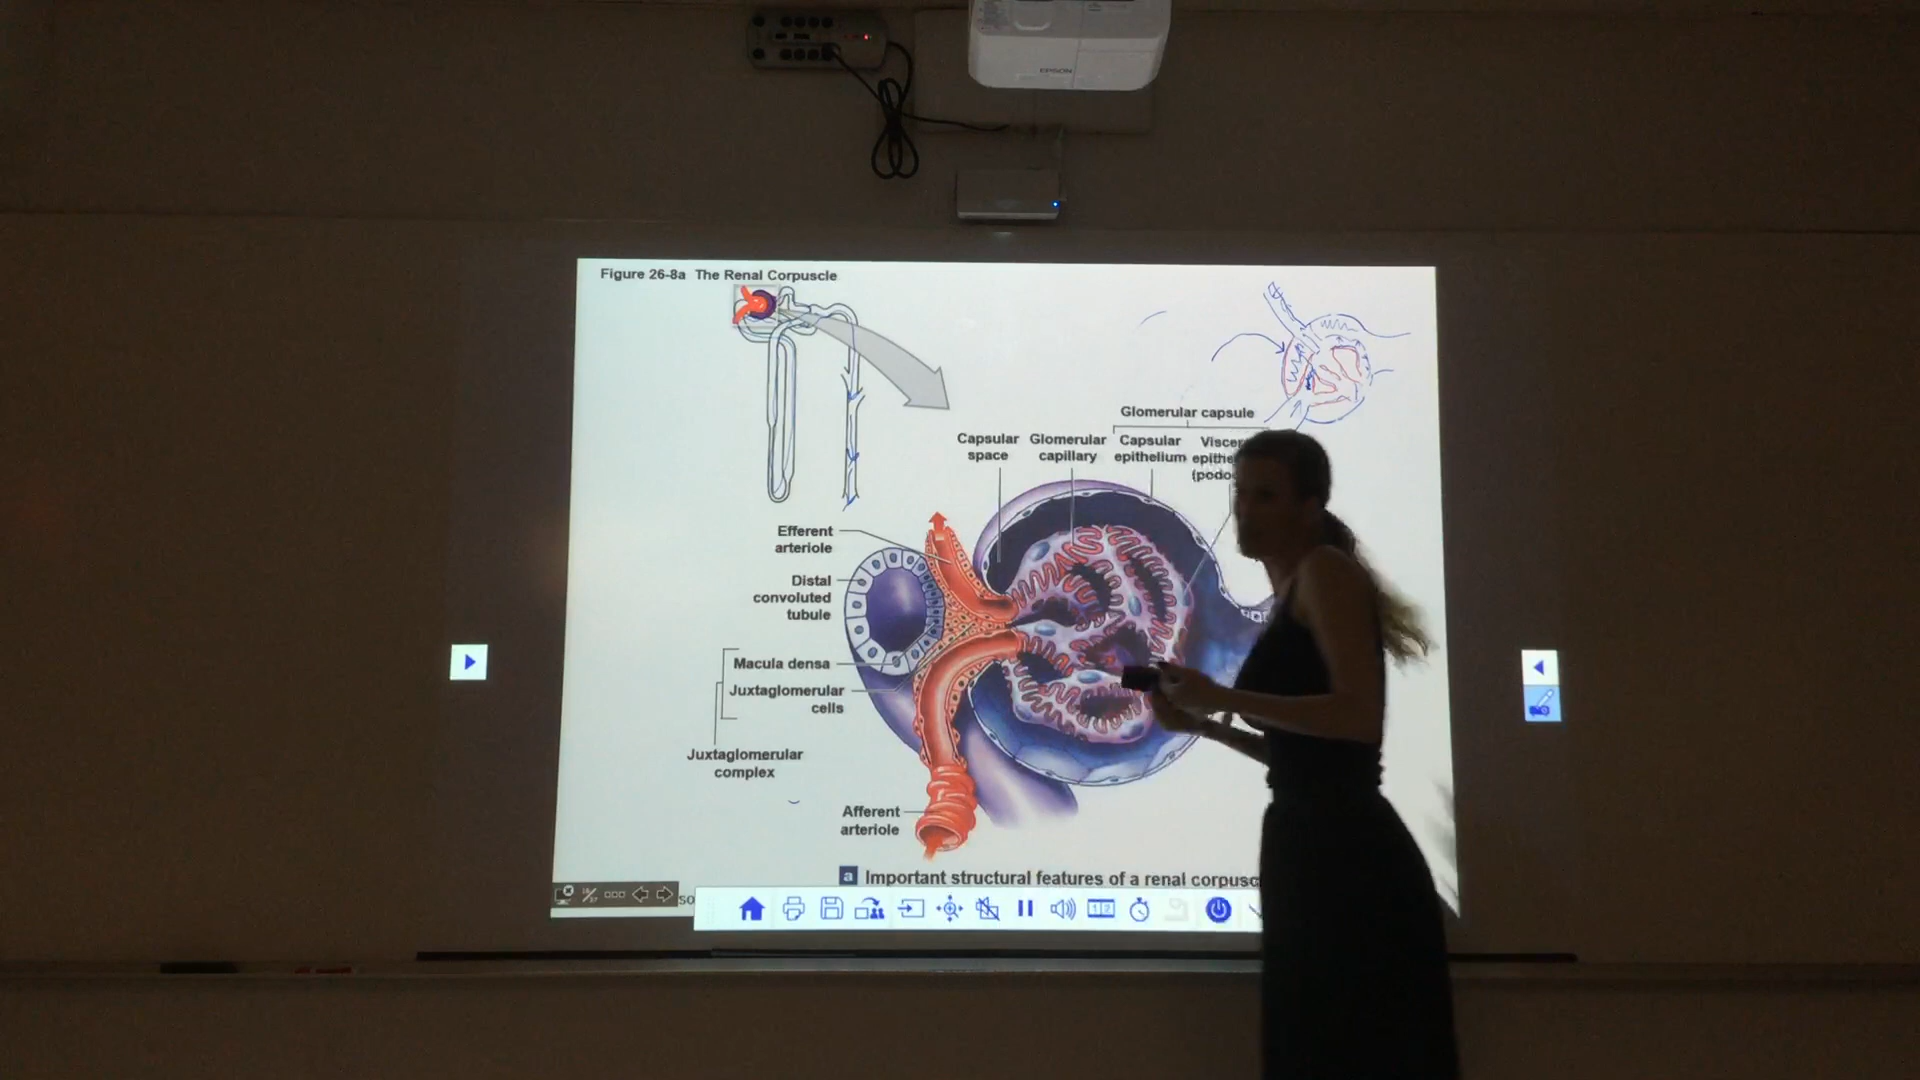 EPSON
Figure 26-8a The Renal Corpuscle
Glomerular capsule
Capsular
space
Glomerular
capillary
Capsular
epithelium
Efferent
arteriole
Distal
convoluted
tubule
Macula densa
Juxtaglomerular
cells
Juxtaglomerular
complex
Afferent
arteriole
a Important structural features of a renal